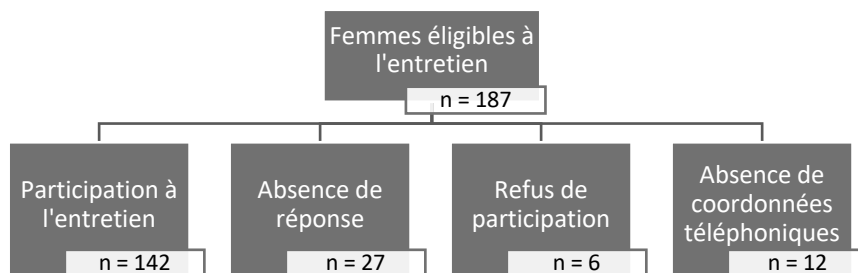 Femmes éligibles à
l'entretien
n = 187
Participation à
l'entretien
n = 142
Absence de
réponse
n = 27
Refus de
participation
n = 6
Absence de
coordonnées
téléphoniques
n = 12